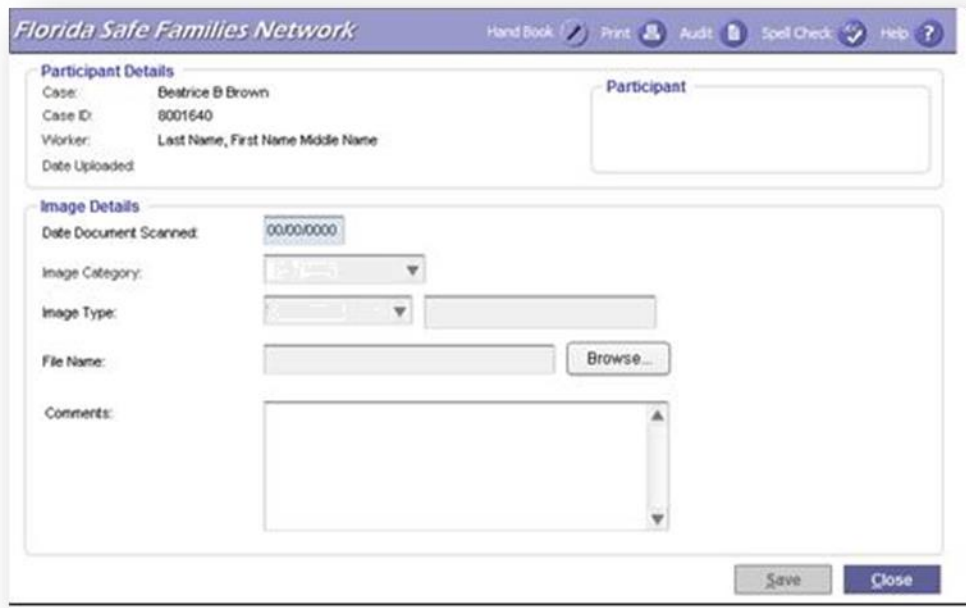 Florida Safe Families Network Hand Book Print Audit Spell Check Help ?
Participant Details
Case: Beatrice B Brown
Case ID: 8001640
Worker: Last Name, First Name Middle Name
Date Uploaded:
Participant
Image Details
Date Document Scanned: 00/00/0000
Image Category:
Image Type:
File Name: Browse...
Comments:
Save Close